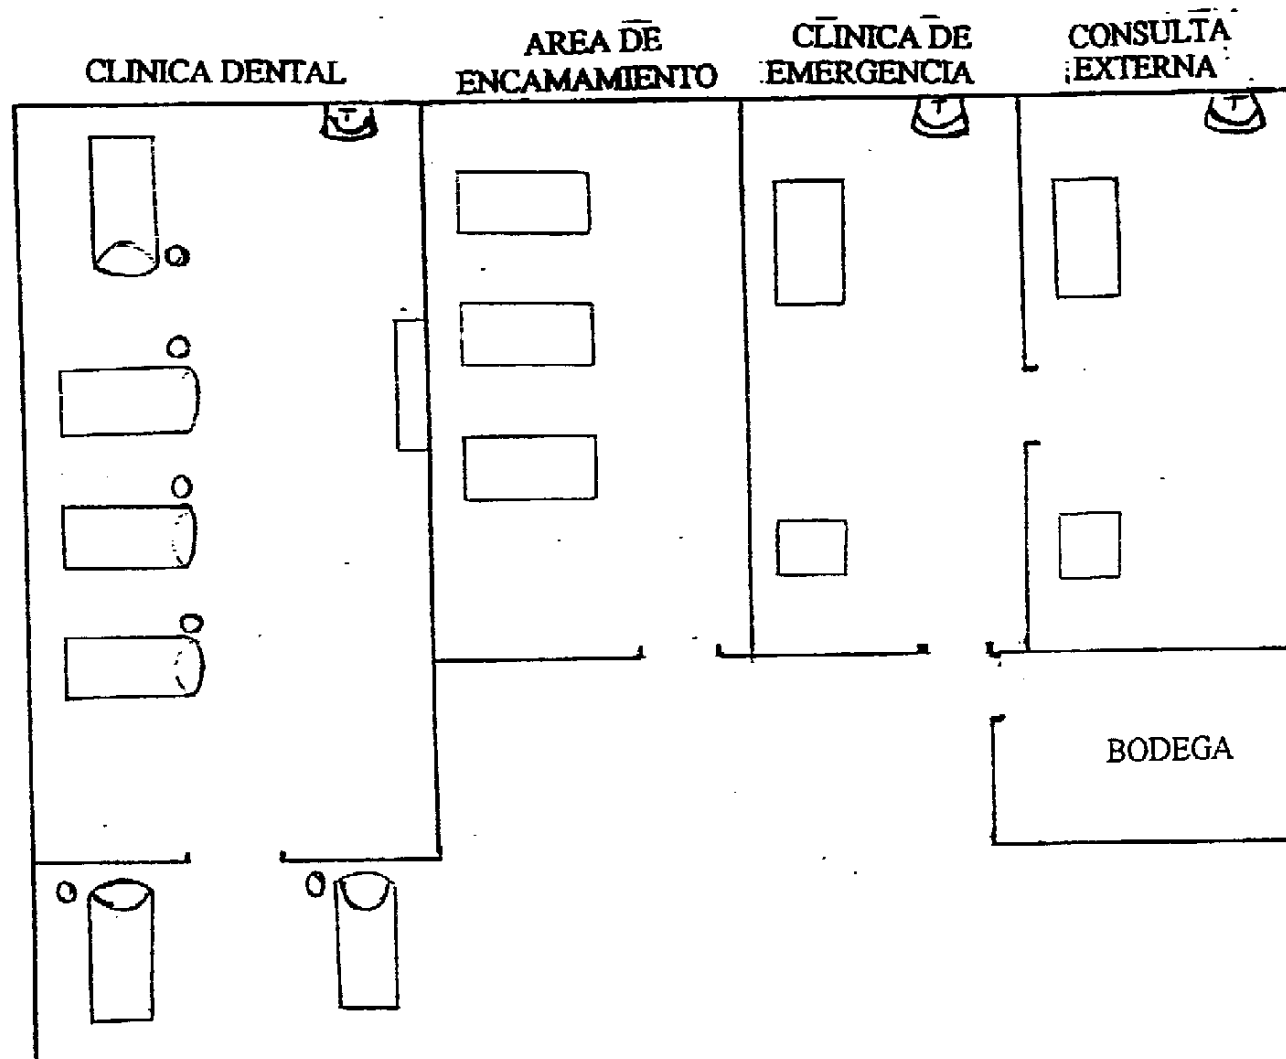 CLINICA DENTAL
AREA DE
ENCAMAMIENTO
CLINICA DE
EMERGENCIA
CONSULTA
EXTERNA
T
T
T
BODEGA